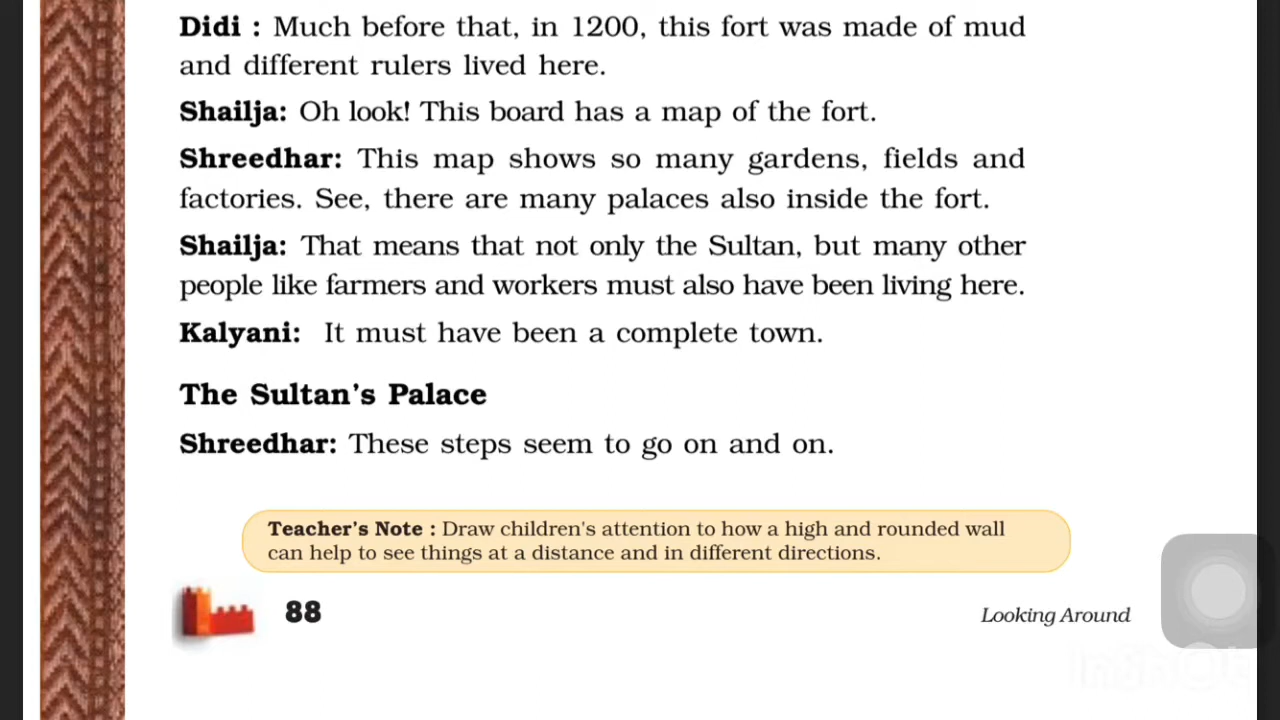 Didi : Much before that, in 1200, this fort was made of mud
and different rulers lived here.
Shailja: Oh look! This board has a map of the fort.
Shreedhar: This map shows so many gardens, fields and
factories. See, there are many palaces also inside the fort.
Shailja: That means that not only the Sultan, but many other
people like farmers and workers must also have been living here.
Kalyani: It must have been a complete town.
The Sultan's Palace
Shreedhar: These steps seem to go on and on.
Teacher's Note : Draw children's attention to how a high and rounded wall
can help to see things at a distance and in different directions.
88
Looking Around